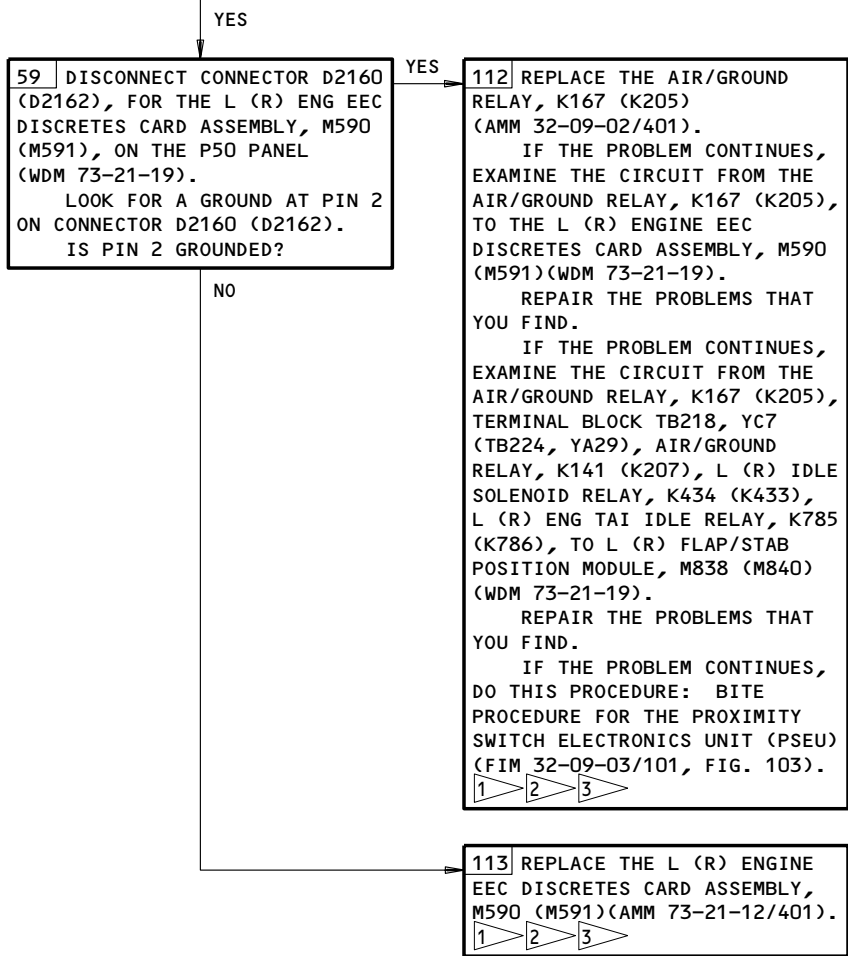 YES
59 DISCONNECT CONNECTOR D2160
(D2162), FOR THE L (R) ENG EEC
DISCRETES CARD ASSEMBLY, M590
(M591), ON THE P50 PANEL
(WDM 73-21-19).
LOOK FOR A GROUND AT PIN 2
ON CONNECTOR D2160 (D2162).
IS PIN 2 GROUNDED?
YES
NO
112 REPLACE THE AIR/GROUND
RELAY, K167 (K205)
(AMM 32-09-02/401).
IF THE PROBLEM CONTINUES,
EXAMINE THE CIRCUIT FROM THE
AIR/GROUND RELAY, K167 (K205),
TO THE L (R) ENGINE EEC
DISCRETES CARD ASSEMBLY, M590
(M591)(WDM 73-21-19).
REPAIR THE PROBLEMS THAT
YOU FIND.
IF THE PROBLEM CONTINUES,
EXAMINE THE CIRCUIT FROM THE
AIR/GROUND RELAY, K167 (K205),
TERMINAL BLOCK TB218, YC7
(TB224, YA29), AIR/GROUND
RELAY, K141 (K207), L (R) IDLE
SOLENOID RELAY, K434 (K433),
L (R) ENG TAI IDLE RELAY, K785
(K786), TO L (R) FLAP/STAB
POSITION MODULE, M838 (M840)
(WDM 73-21-19).
REPAIR THE PROBLEMS THAT
YOU FIND.
IF THE PROBLEM CONTINUES,
DO THIS PROCEDURE: BITE
PROCEDURE FOR THE PROXIMITY
SWITCH ELECTRONICS UNIT (PSEU)
(FIM 32-09-03/101, FIG. 103).
1 2 3
113 REPLACE THE L (R) ENGINE
EEC DISCRETES CARD ASSEMBLY,
M590 (M591)(AMM 73-21-12/401).
1 2 3